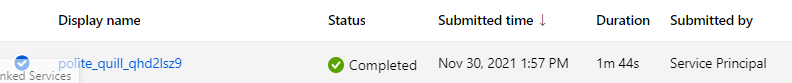 Display name Status Submitted time ↓ Duration Submitted by
polite_quill_qhd2lsz9 Completed Nov 30, 2021 1:57 PM 1m 44s Service Principal
nked Services